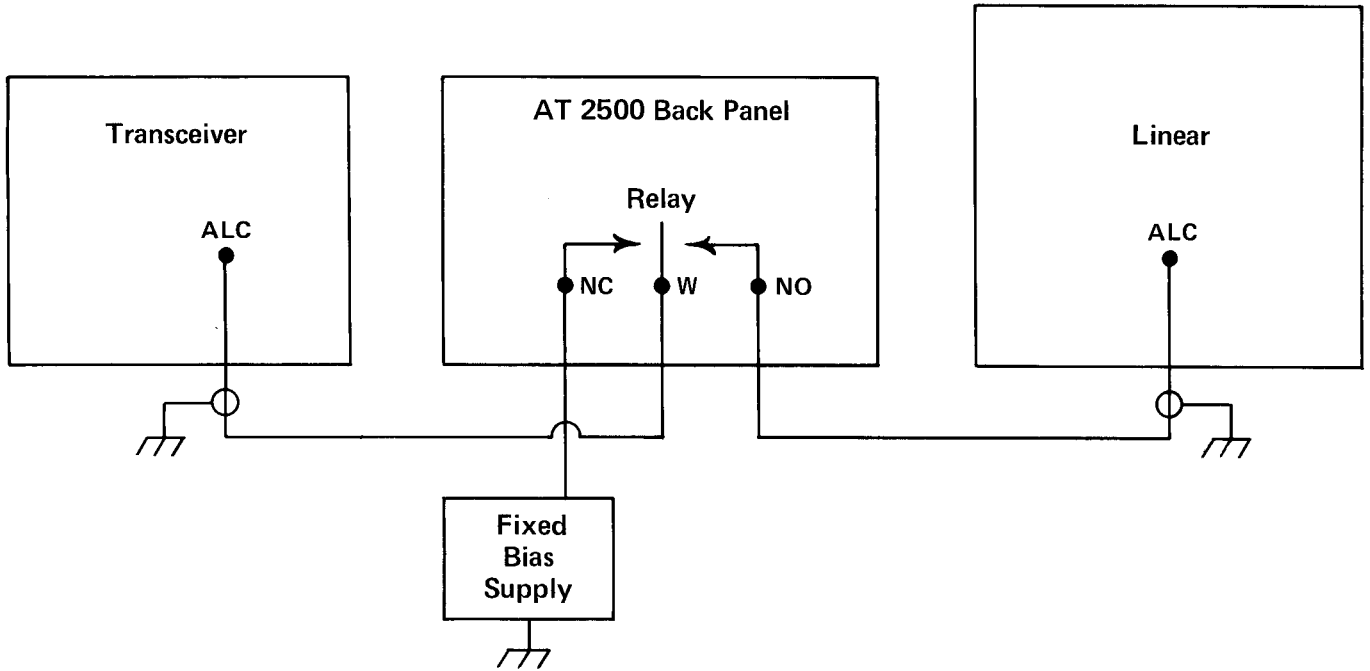 Transceiver
ALC
AT 2500 Back Panel
Relay
NC
W
NO
Linear
ALC
Fixed
Bias
Supply